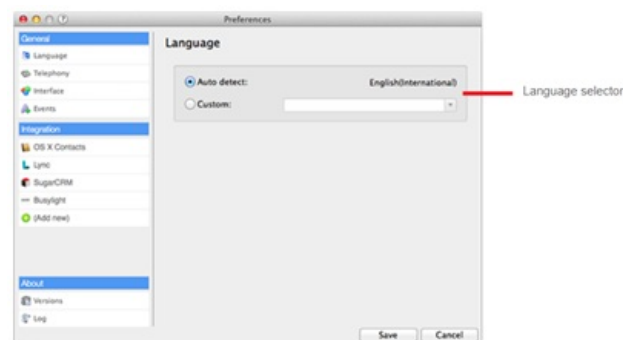 Preferences
General
Language
Telephony
Interface
Events
Integration
OS X Contacts
Lync
SugarCRM
Busylight
(Add new)
About
Versions
Log
Language
Auto detect: English(International)
Custom:
Save Cancel
Language selector